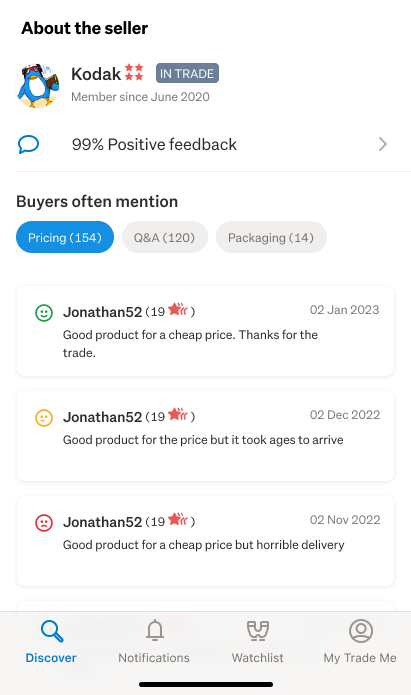 About the seller
Kodak IN TRADE
Member since June 2020
99% Positive feedback
Buyers often mention
Pricing (154) Q&A (120) Packaging (14)
Jonathan52 (19 ) 02 Jan 2023
Good product for a cheap price. Thanks for the
trade.
Jonathan52 (19 ) 02 Dec 2022
Good product for the price but it took ages to arrive
Jonathan52 (19 ) 02 Nov 2022
Good product for a cheap price but horrible delivery
Discover Notifications Watchlist My Trade Me